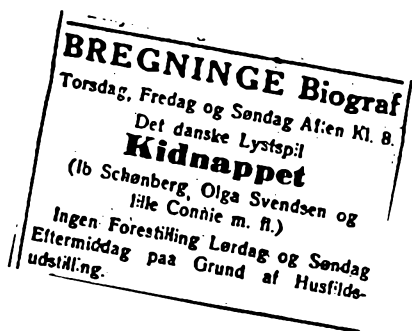 BREGNINGE Biograf
Torsdag, Fredag og Søndag Aften Kl. 8.
Det danske Lystspil
Kidnappet
(Ib Schønberg, Olga Svendsen og
lille Connie m. fl.)
Ingen Forestilling Lørdag og Søndag
Eftermiddag paa Grund af Husflids-
udstilling.